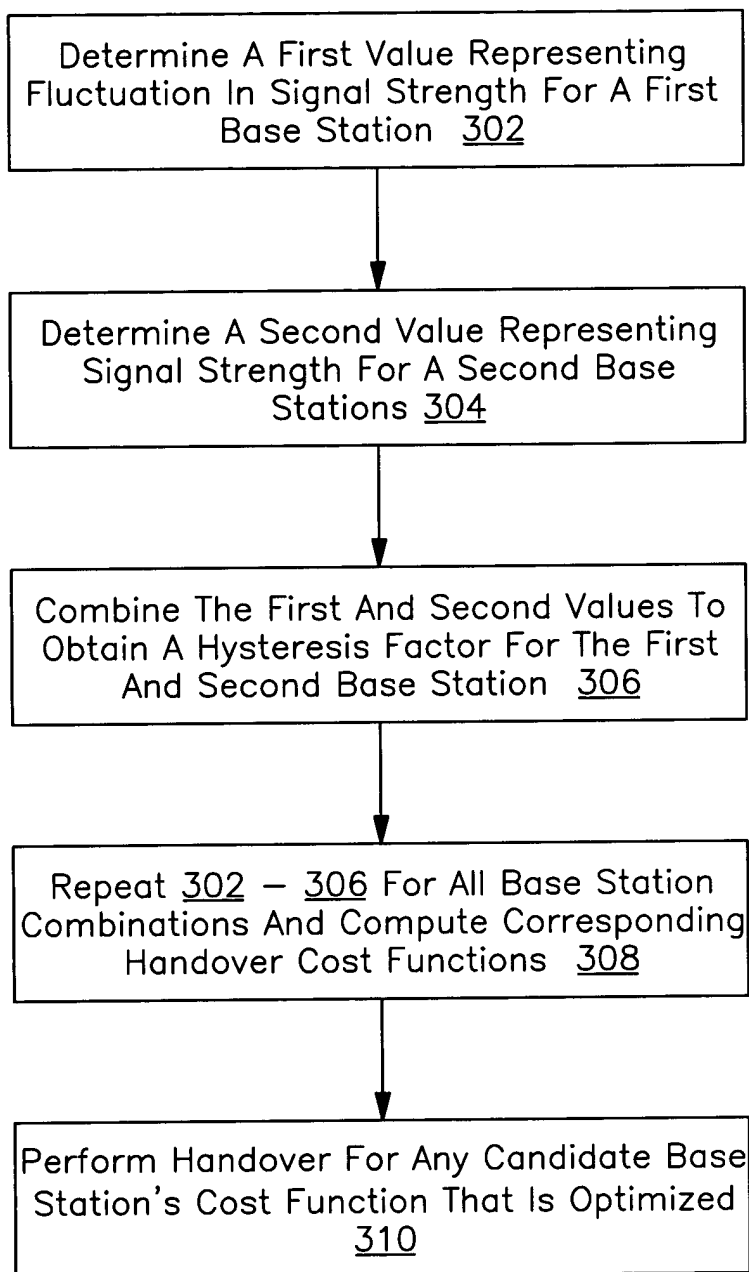 Determine A First Value Representing
Fluctuation In Signal Strength For A First
Base Station 302
Determine A Second Value Representing
Signal Strength For A Second Base
Stations 304
Combine The First And Second Values To
Obtain A Hysteresis Factor For The First
And Second Base Station 306
Repeat 302 – 306 For All Base Station
Combinations And Compute Corresponding
Handover Cost Functions 308
Perform Handover For Any Candidate Base
Station's Cost Function That Is Optimized
310